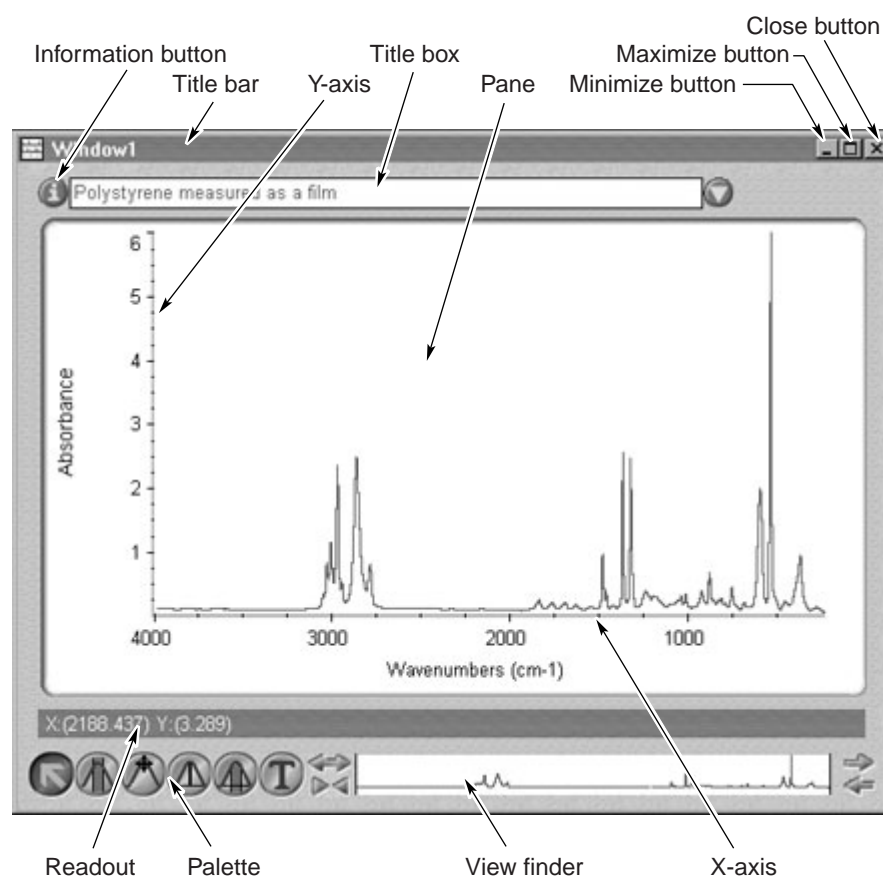 Close button
Information button
Title box
Maximize button
Title bar
Y-axis
Pane
Minimize button
Window1
Polystyrene measured as a film
6
5
4
3
2
1
Absorbance
4000
3000
2000
1000
Wavenumbers (cm-1)
X:(2188.437) Y:(3.289)
T
Readout
Palette
View finder
X-axis